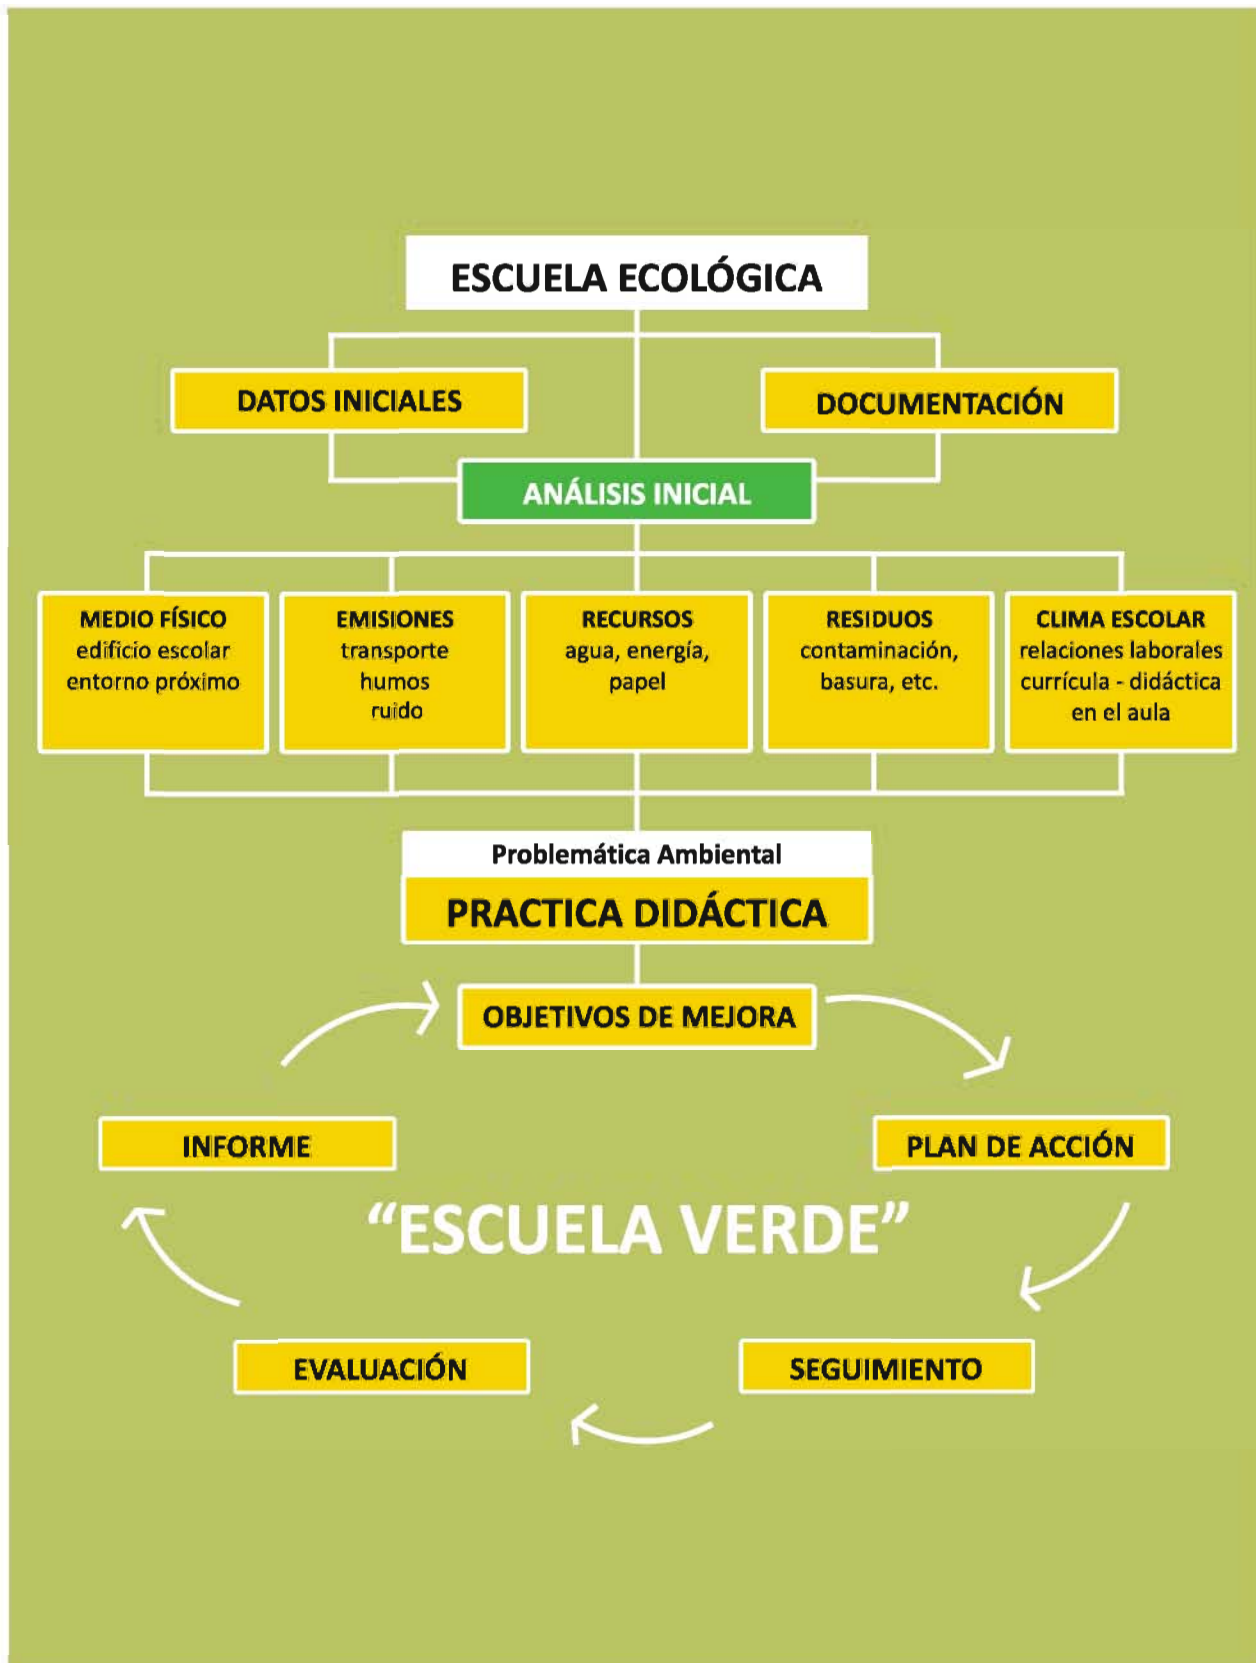 ESCUELA ECOLÓGICA
DATOS INICIALES
DOCUMENTACIÓN
ANÁLISIS INICIAL
MEDIO FÍSICO
edificio escolar
entorno próximo
EMISIONES
transporte
humos
ruido
RECURSOS
agua, energía,
papel
RESIDUOS
contaminación,
basura, etc.
CLIMA ESCOLAR
relaciones laborales
currícula - didáctica
en el aula
Problemática Ambiental
PRACTICA DIDÁCTICA
OBJETIVOS DE MEJORA
INFORME
PLAN DE ACCIÓN
“ESCUELA VERDE”
EVALUACIÓN
SEGUIMIENTO